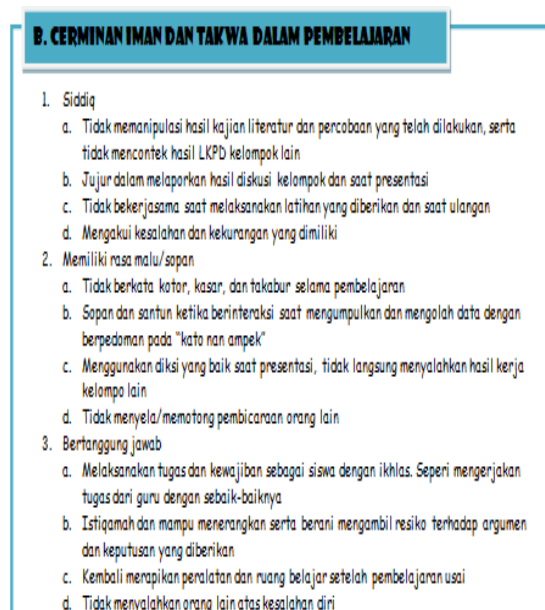 B. CERMINAN IMAN DAN TAKWA DALAM PEMBELAJARAN
1. Siddiq
a. Tidak memanipulasi hasil kajian literatur dan percobaan yang telah dilakukan, serta
tidak mencontek hasil LKPD kelompok lain
b. Jujur dalam melaporkan hasil diskusi kelompok dan saat presentasi
c. Tidak bekerjasama saat melaksanakan latihan yang diberikan dan saat ulangan
d. Mengakui kesalahan dan kekurangan yang dimiliki
2. Memiliki rasa malu/sopan
a. Tidak berkata kotor, kasar, dan takabur selama pembelajaran
b. Sopan dan santun ketika berinteraksi saat mengumpulkan dan mengolah data dengan
berpedoman pada "kato nan ampek"
c. Menggunakan diksi yang baik saat presentasi, tidak langsung menyalahkan hasil kerja
kelompo lain
d. Tidak menyela/memotong pembicaraan orang lain
3. Bertanggung jawab
a. Melaksanakan tugas dan kewajiban sebagai siswa dengan ikhlas. Seperi mengerjakan
tugas dari guru dengan sebaik-baiknya
b. Istiqamah dan mampu menerangkan serta berani mengambil resiko terhadap argumen
dan keputusan yang diberikan
c. Kembali merapikan peralatan dan ruang belajar setelah pembelajaran usai
d. Tidak menyalahkan orang lain atas kesalahan diri